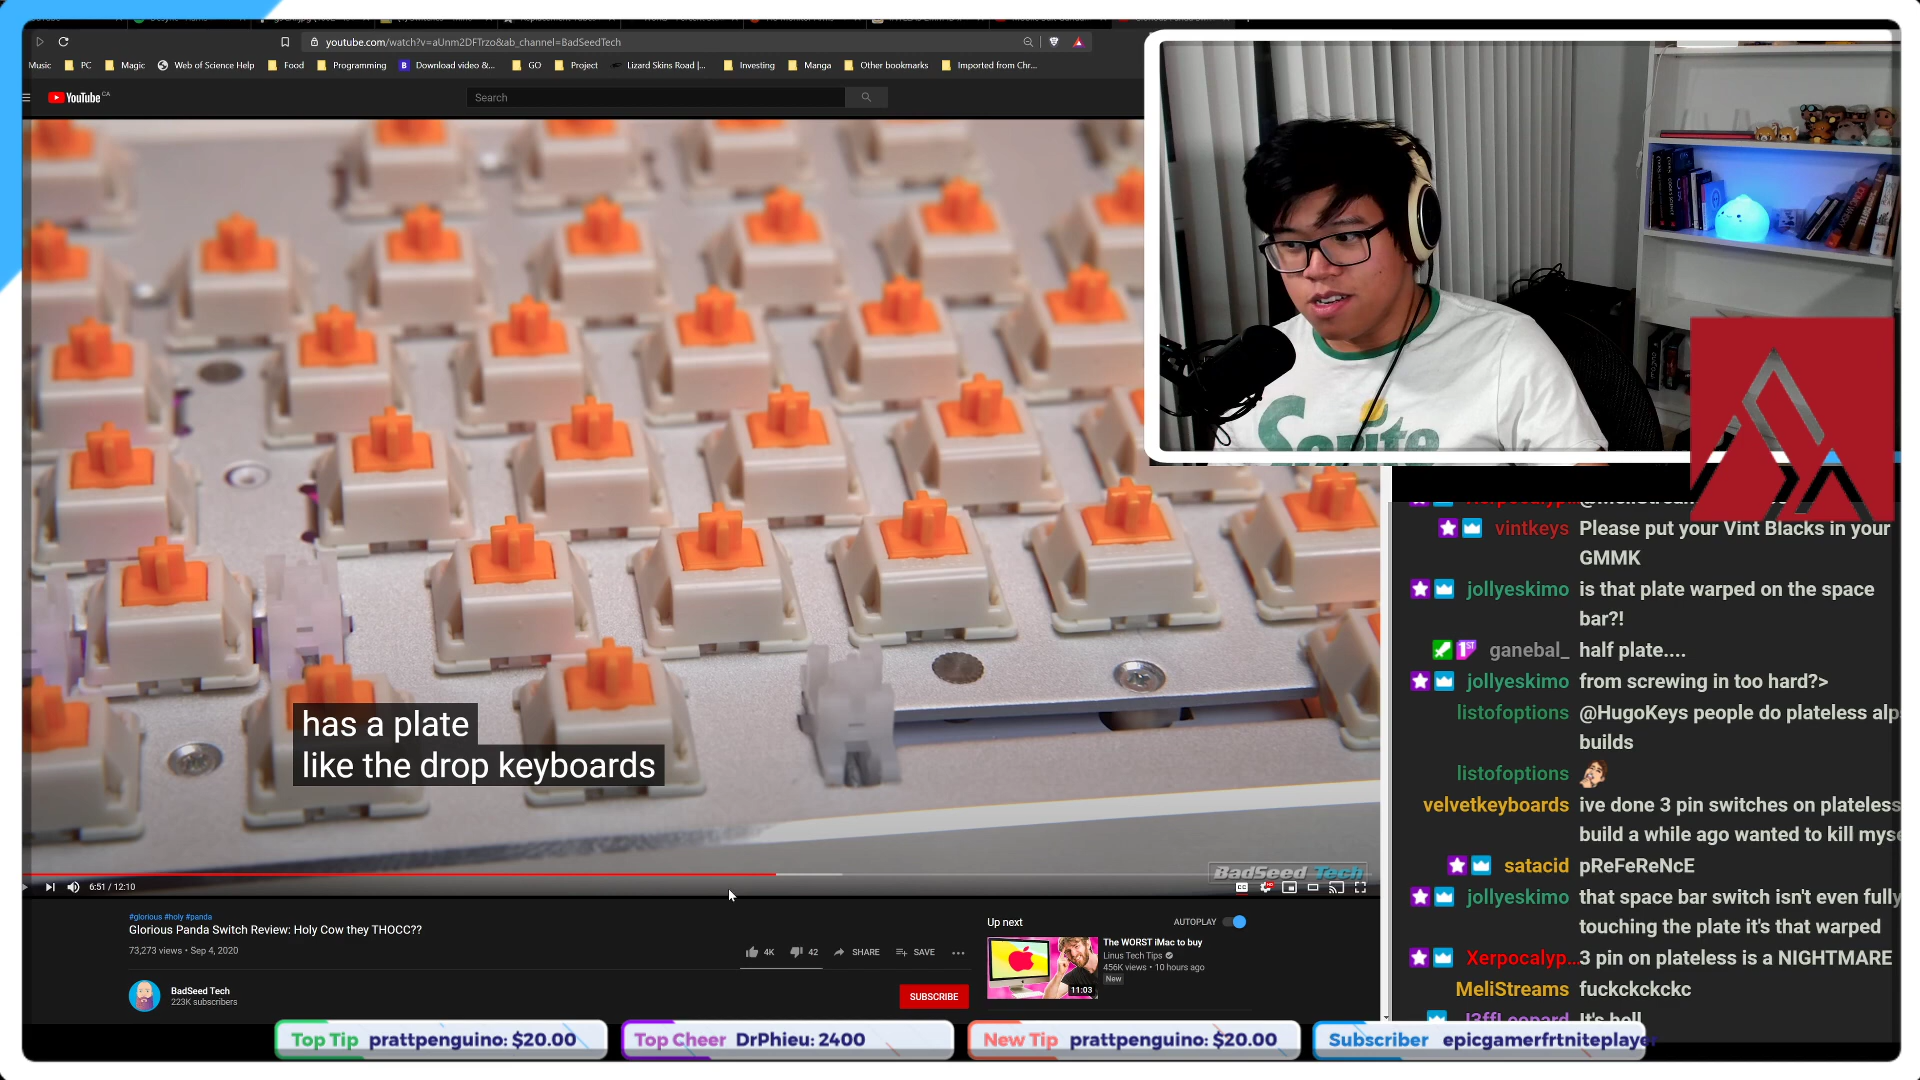 youtube.com/watch?v=aUnm2DFTrzo&ab_channel=BadSeedTech
Music PC Magic Web of Science Help Food Programming Download video &... GO Project Lizard Skins Road |... Investing Manga Other bookmarks Imported from Chr...
YouTube CA
Search
Sprite
has a plate
like the drop keyboards
BadSeed Tech
6:51 / 12:10
#glorious #holy #panda
Glorious Panda Switch Review: Holy Cow they THOCC??
73,273 views • Sep 4, 2020
4K 42 SHARE SAVE
BadSeed Tech
223K subscribers
SUBSCRIBE
Up next
AUTOPLAY
The WORST iMac to buy
Linus Tech Tips
456K views • 10 hours ago
New
11:03
vintkeys Please put your Vint Blacks in your
GMMK
jollyeskimo is that plate warped on the space
bar?!
1ST ganebal_ half plate....
jollyeskimo from screwing in too hard?>
listofoptions @HugoKeys people do plateless alp
builds
listofoptions
velvetkeyboards ive done 3 pin switches on plateless
build a while ago wanted to kill myse
satacid pReFeReNcE
jollyeskimo that space bar switch isn't even fully
touching the plate it's that warped
Xerpocalyp... 3 pin on plateless is a NIGHTMARE
MeliStreams fuckckckckc
It's hell
Top Tip prattpenguino: $20.00
Top Cheer DrPhieu: 2400
New Tip prattpenguino: $20.00
Subscriber epicgamerfrtniteplayer